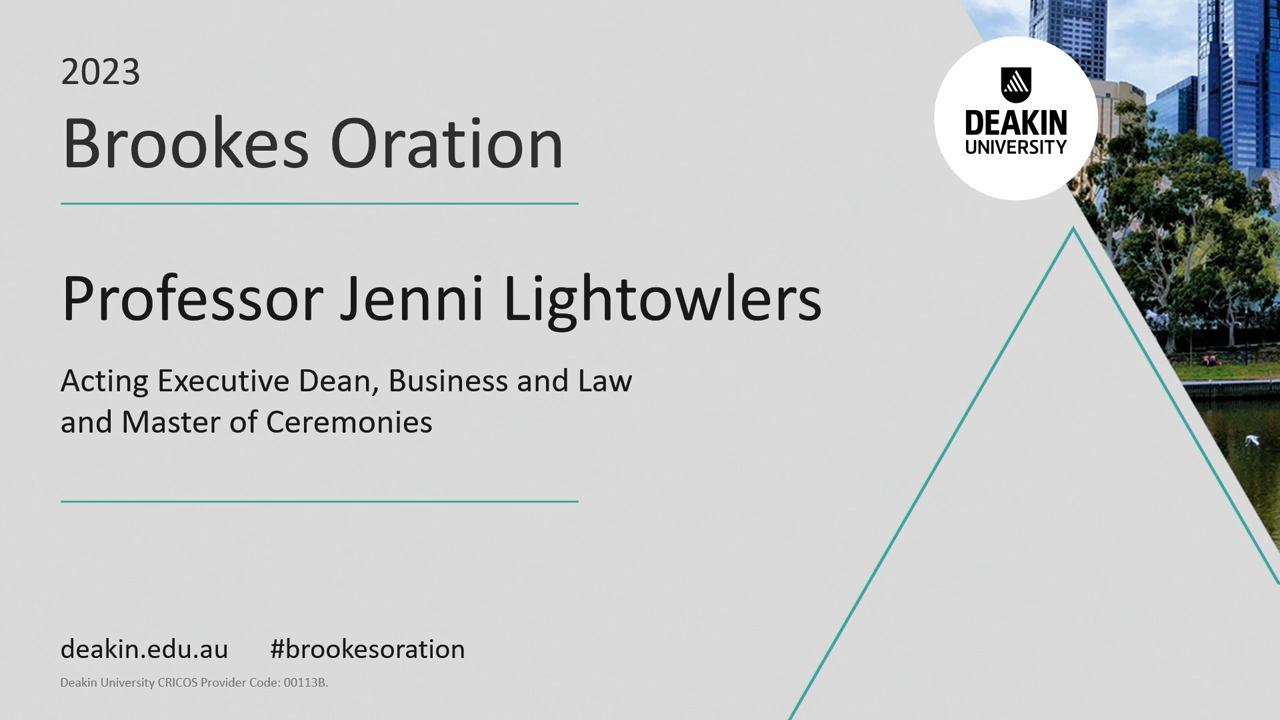 2023
Brookes Oration
DEAKIN
UNIVERSITY
Professor Jenni Lightowlers
Acting Executive Dean, Business and Law
and Master of Ceremonies
deakin.edu.au #brookesoration
Deakin University CRICOS Provider Code: 00113B.